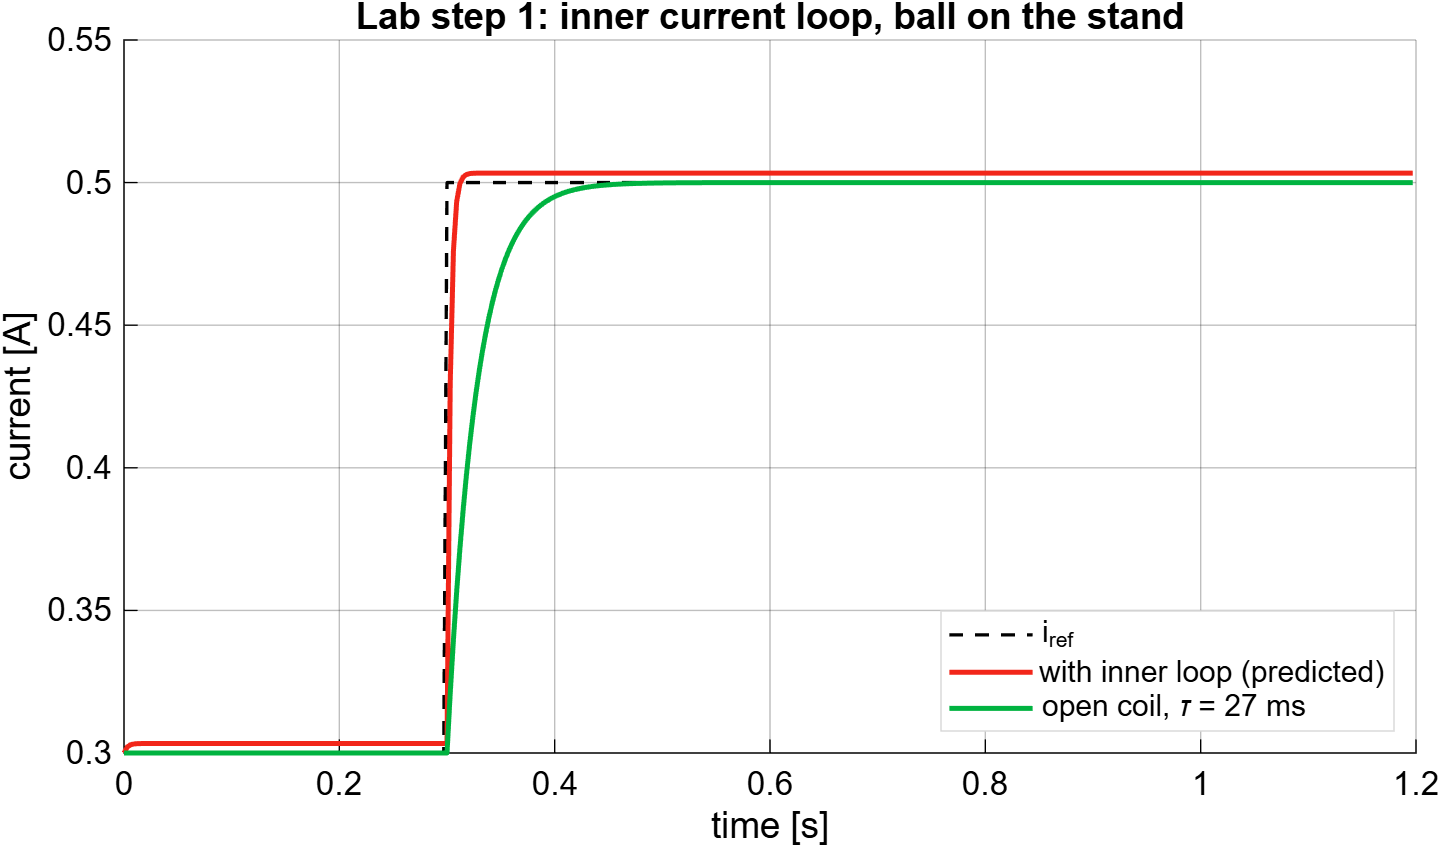 Lab step 1: inner current loop, ball on the stand
0.55
0.5
0.45
0.4
0.35
0.3
current [A]
0 0.2 0.4 0.6 0.8 1 1.2
time [s]
i_ref
with inner loop (predicted)
open coil, τ = 27 ms